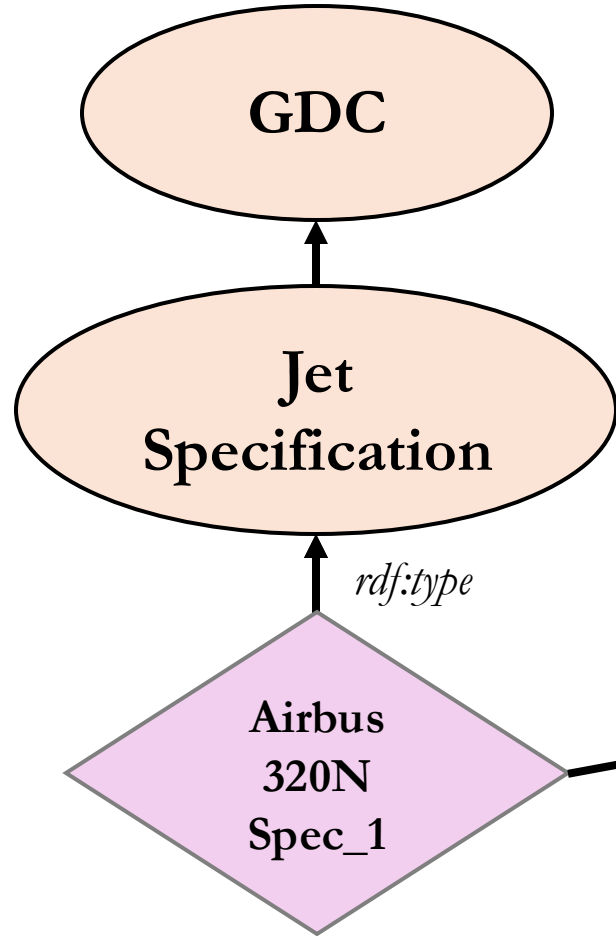 GDC
Jet
Specification
rdf:type
Airbus
320N
Spec_1